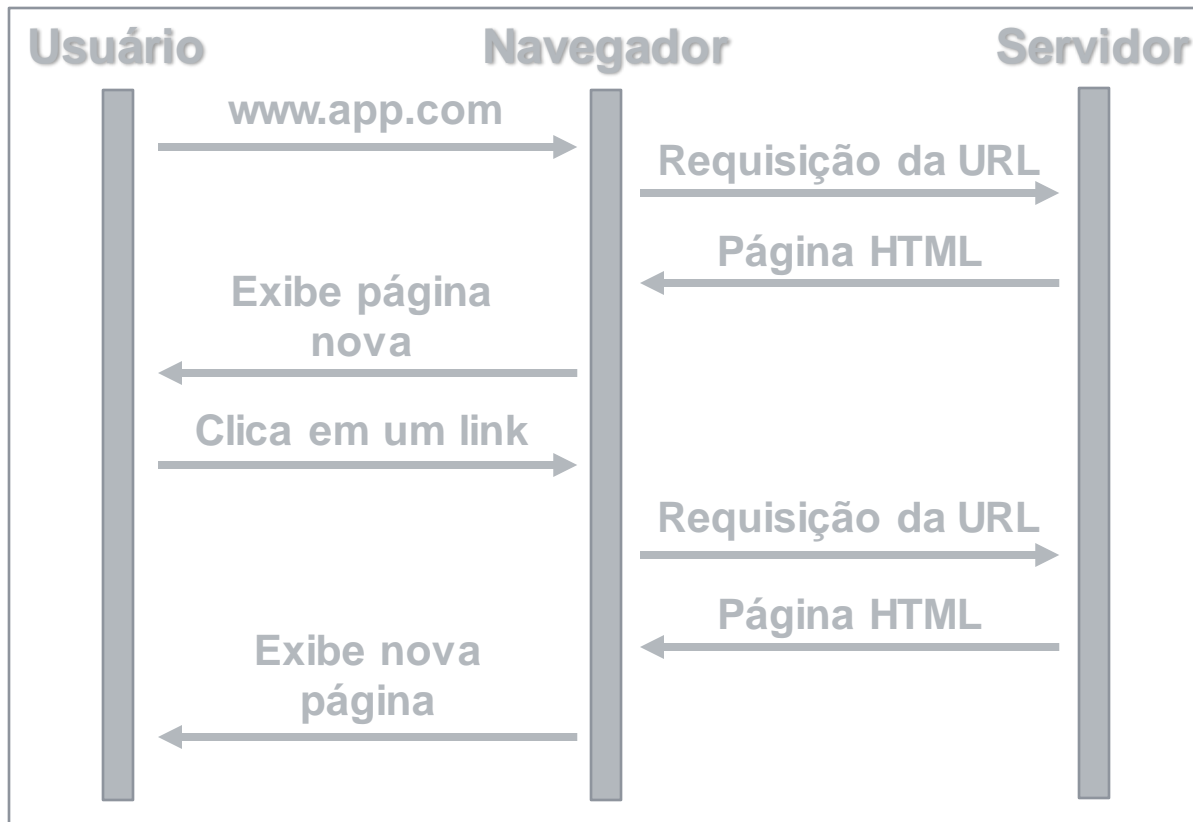 Usuário
Navegador
Servidor
www.app.com
Requisição da URL
Página HTML
Exibe página
nova
Clica em um link
Requisição da URL
Página HTML
Exibe nova
página